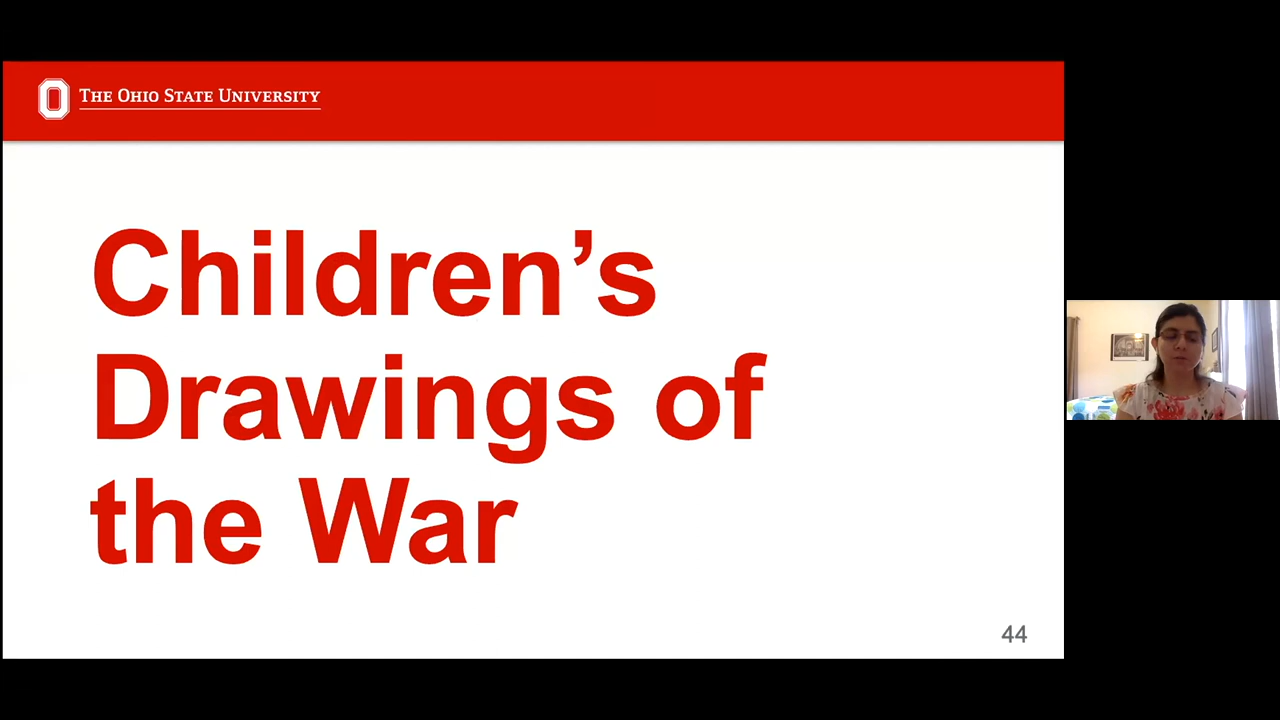 THE OHIO STATE UNIVERSITY
Children’s
Drawings of
the War
44